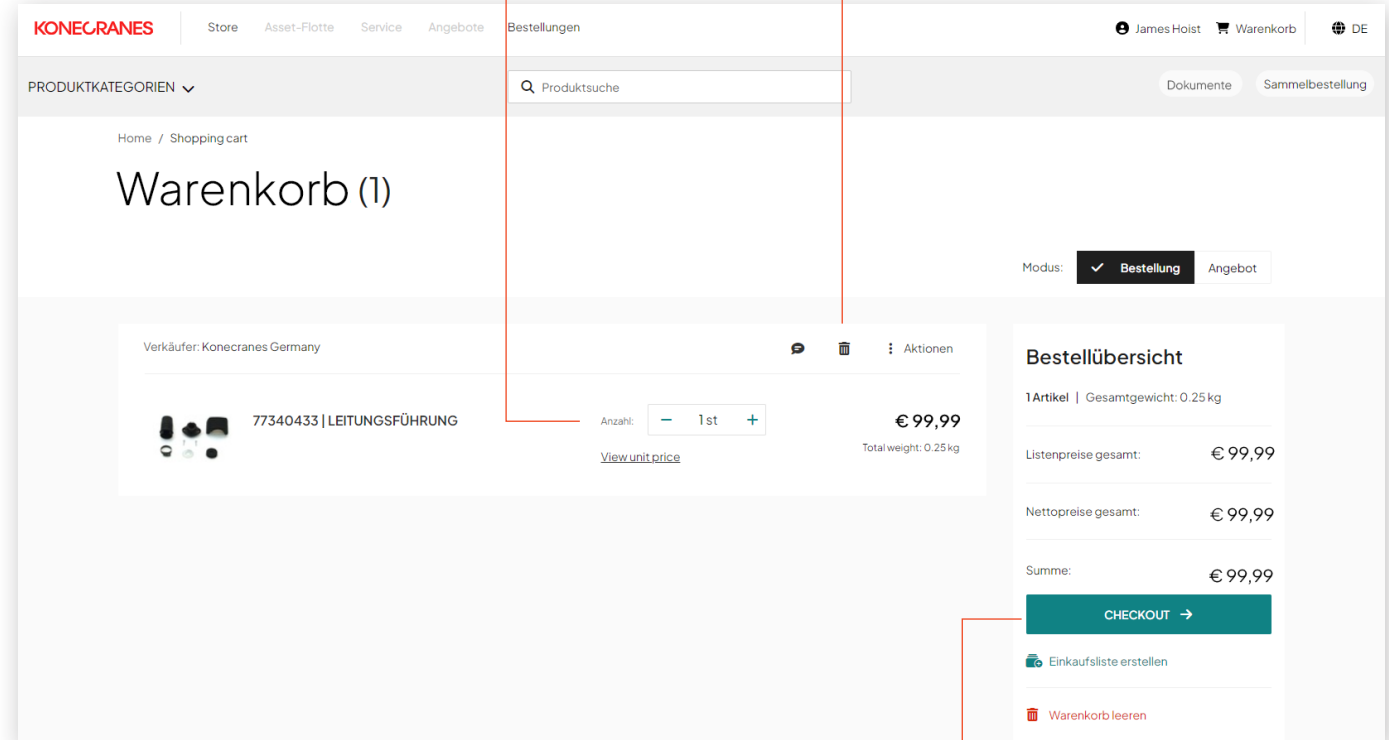 KONECRANES Store Asset-Flotte Service Angebote Bestellungen James Hoist Warenkorb DE
PRODUKTKATEGORIEN Produktsuche Dokumente Sammelbestellung
Home / Shopping cart
Warenkorb (1)
Modus: Bestellung Angebot
Verkäufer: Konecranes Germany Aktionen
77340433 | LEITUNGSFÜHRUNG Anzahl: 1 st € 99,99
View unit price Total weight: 0.25 kg
Bestellübersicht
1 Artikel | Gesamtgewicht: 0.25 kg
Listenpreise gesamt: € 99,99
Nettopreise gesamt: € 99,99
Summe: € 99,99
CHECKOUT
Einkaufsliste erstellen
Warenkorb leeren